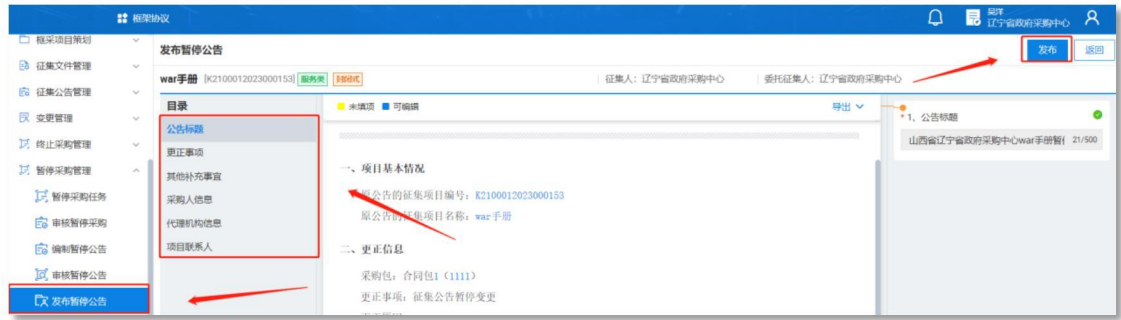 框架协议
吴洋
辽宁省政府采购中心
框采项目策划
征集文件管理
征集公告管理
变更管理
终止采购管理
暂停采购管理
暂停采购任务
审核暂停采购
编制暂停公告
审核暂停公告
发布暂停公告
发布暂停公告
发布
返回
war手册 [K2100012023000153] 服务类 封闭式
征集人：辽宁省政府采购中心
委托征集人：辽宁省政府采购中心
目录
公告标题
更正事项
其他补充事宜
采购人信息
代理机构信息
项目联系人
未填项 可编辑
导出
一、项目基本情况
原公告的征集项目编号：K2100012023000153
原公告的征集项目名称：war手册
二、更正信息
采购包：合同包1（1111）
更正事项：征集公告暂停变更
* 1、公告标题
山西省辽宁省政府采购中心war手册暂 21/500